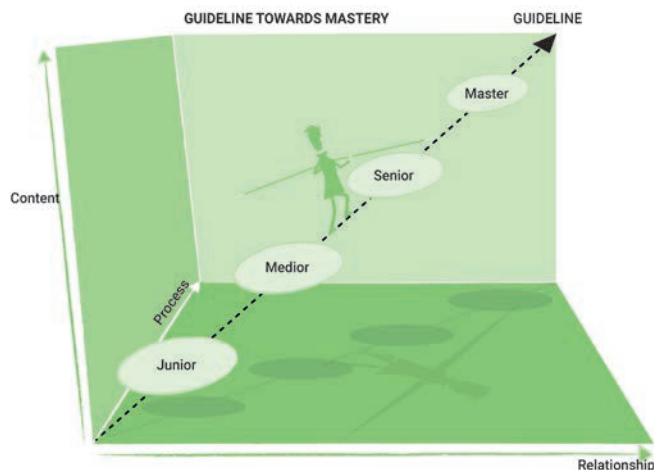 GUIDELINE TOWARDS MASTERY
GUIDELINE
Master
Senior
Content
Medior
Process
Junior
Relationship